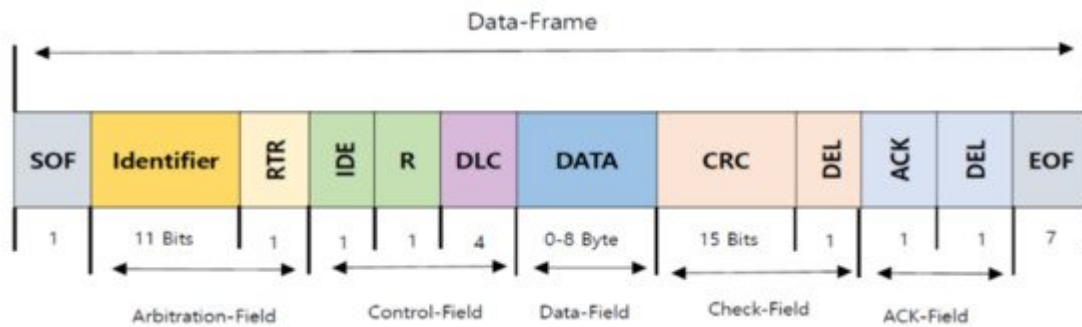 Data-Frame
SOF Identifier RTR IDE R DLC DATA CRC DEL ACK DEL EOF
1 11 Bits 1 1 1 4 0-8 Byte 15 Bits 1 1 1 7
Arbitration-Field Control-Field Data-Field Check-Field ACK-Field